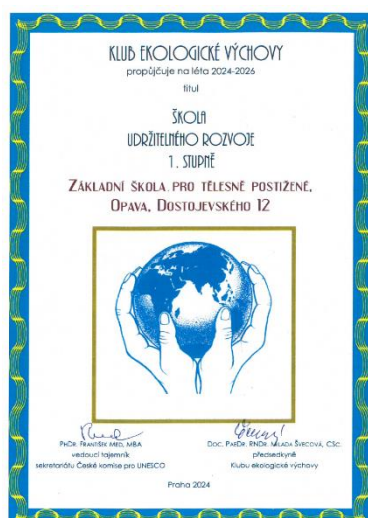 KLUB EKOLOGICKÉ VÝCHOVY
propůjčuje na léta 2024-2026
titul
ŠKOLA
UDRŽITELNÉHO ROZVOJE
1. STUPNĚ
ZÁKLADNÍ ŠKOLA PRO TĚLESNĚ POSTIŽENÉ,
OPAVA, DOSTOJEVSKÉHO 12
PHDR. FRANTIŠEK MED, MBA
vedoucí tajemník
sekretariátu České komise pro UNESCO
DOC. PAEDR. RNDR. MILADA ŠVECOVÁ, CSC.
předsedkyně
Klubu ekologické výchovy
Praha 2024